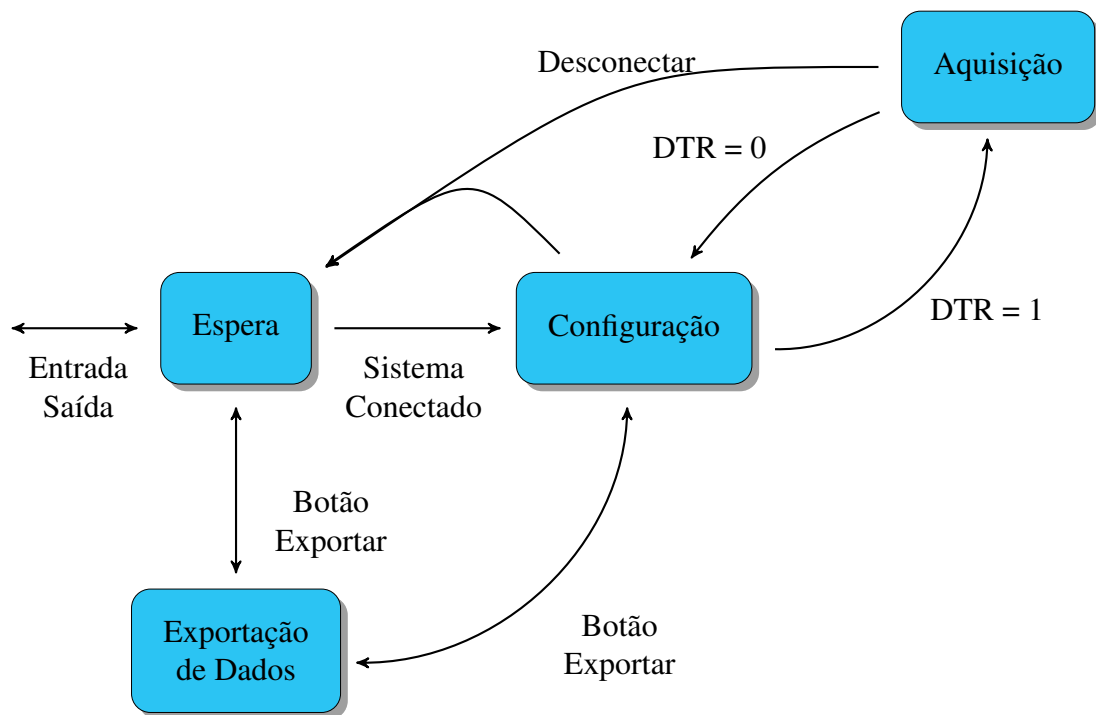 Aquisição
Desconectar
DTR = 0
Espera
Configuração
DTR = 1
Entrada
Saída
Sistema
Conectado
Botão
Exportar
Exportação
de Dados
Botão
Exportar